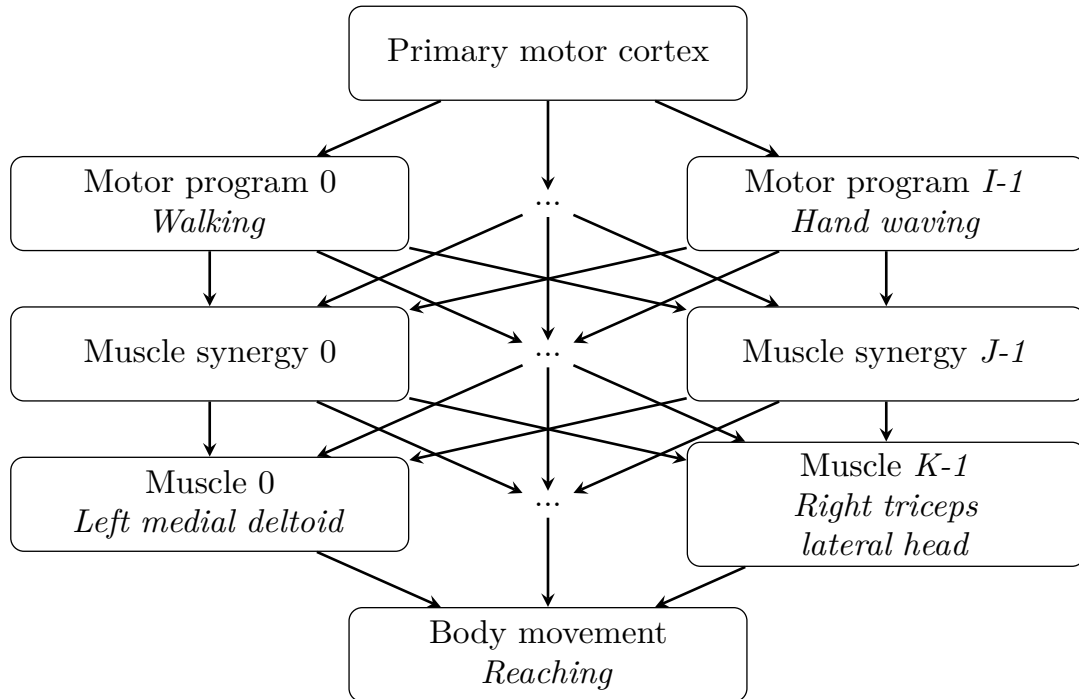 Primary motor cortex
Motor program 0
Walking
...
Motor program I-1
Hand waving
Muscle synergy 0
...
Muscle synergy J-1
Muscle 0
Left medial deltoid
...
Muscle K-1
Right triceps
lateral head
Body movement
Reaching